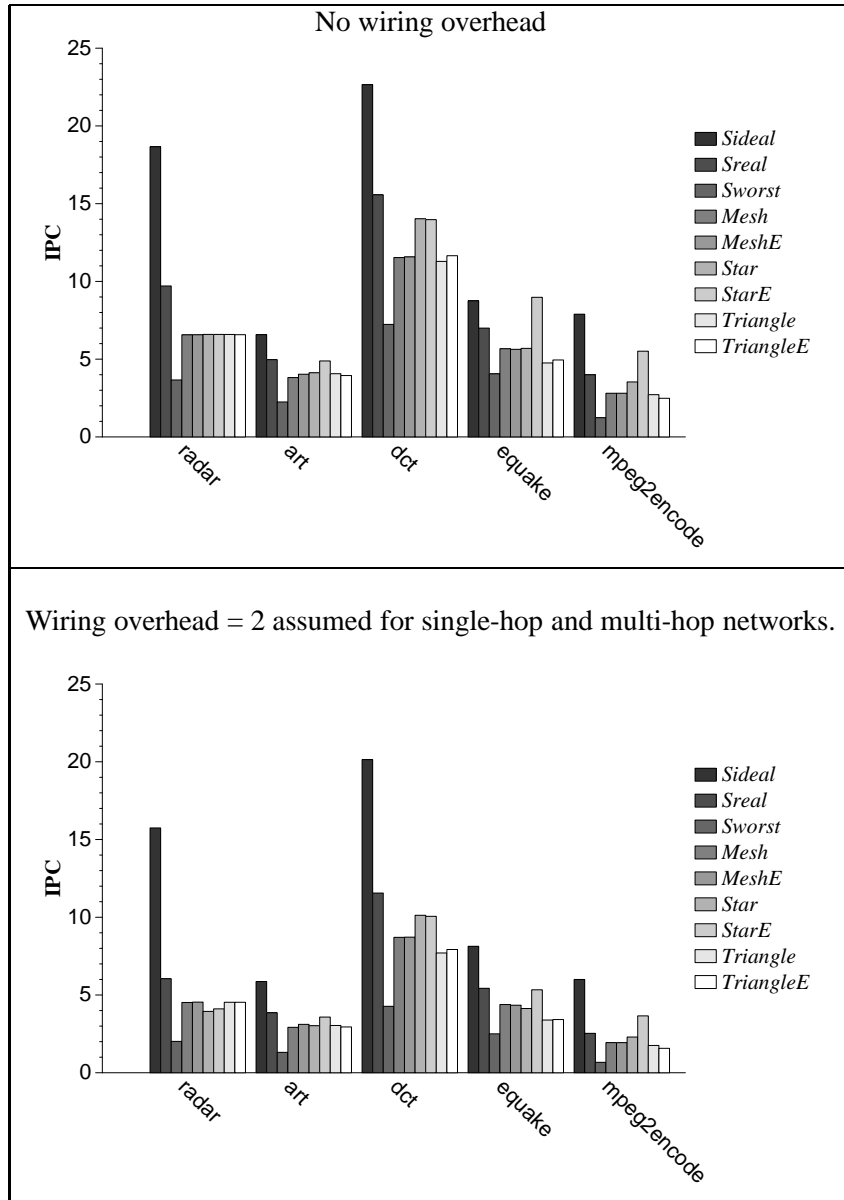 No wiring overhead
25
20
15
10
5
0
IPC
radar
art
dct
equake
mpeg2encode
Sideal
Sreal
Sworst
Mesh
MeshE
Star
StarE
Triangle
TriangleE
Wiring overhead = 2 assumed for single-hop and multi-hop networks.
25
20
15
10
5
0
IPC
radar
art
dct
equake
mpeg2encode
Sideal
Sreal
Sworst
Mesh
MeshE
Star
StarE
Triangle
TriangleE